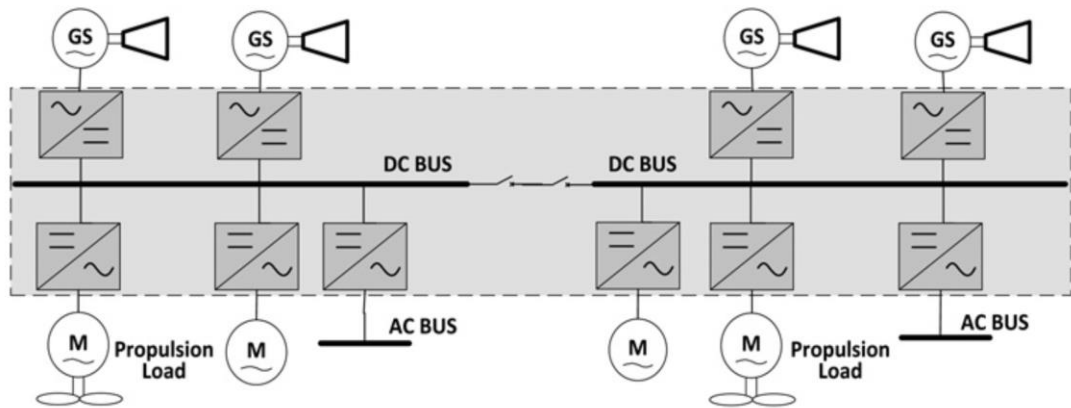 GS
GS
GS
GS
DC BUS
DC BUS
M
Propulsion
Load
M
AC BUS
M
M
Propulsion
Load
AC BUS